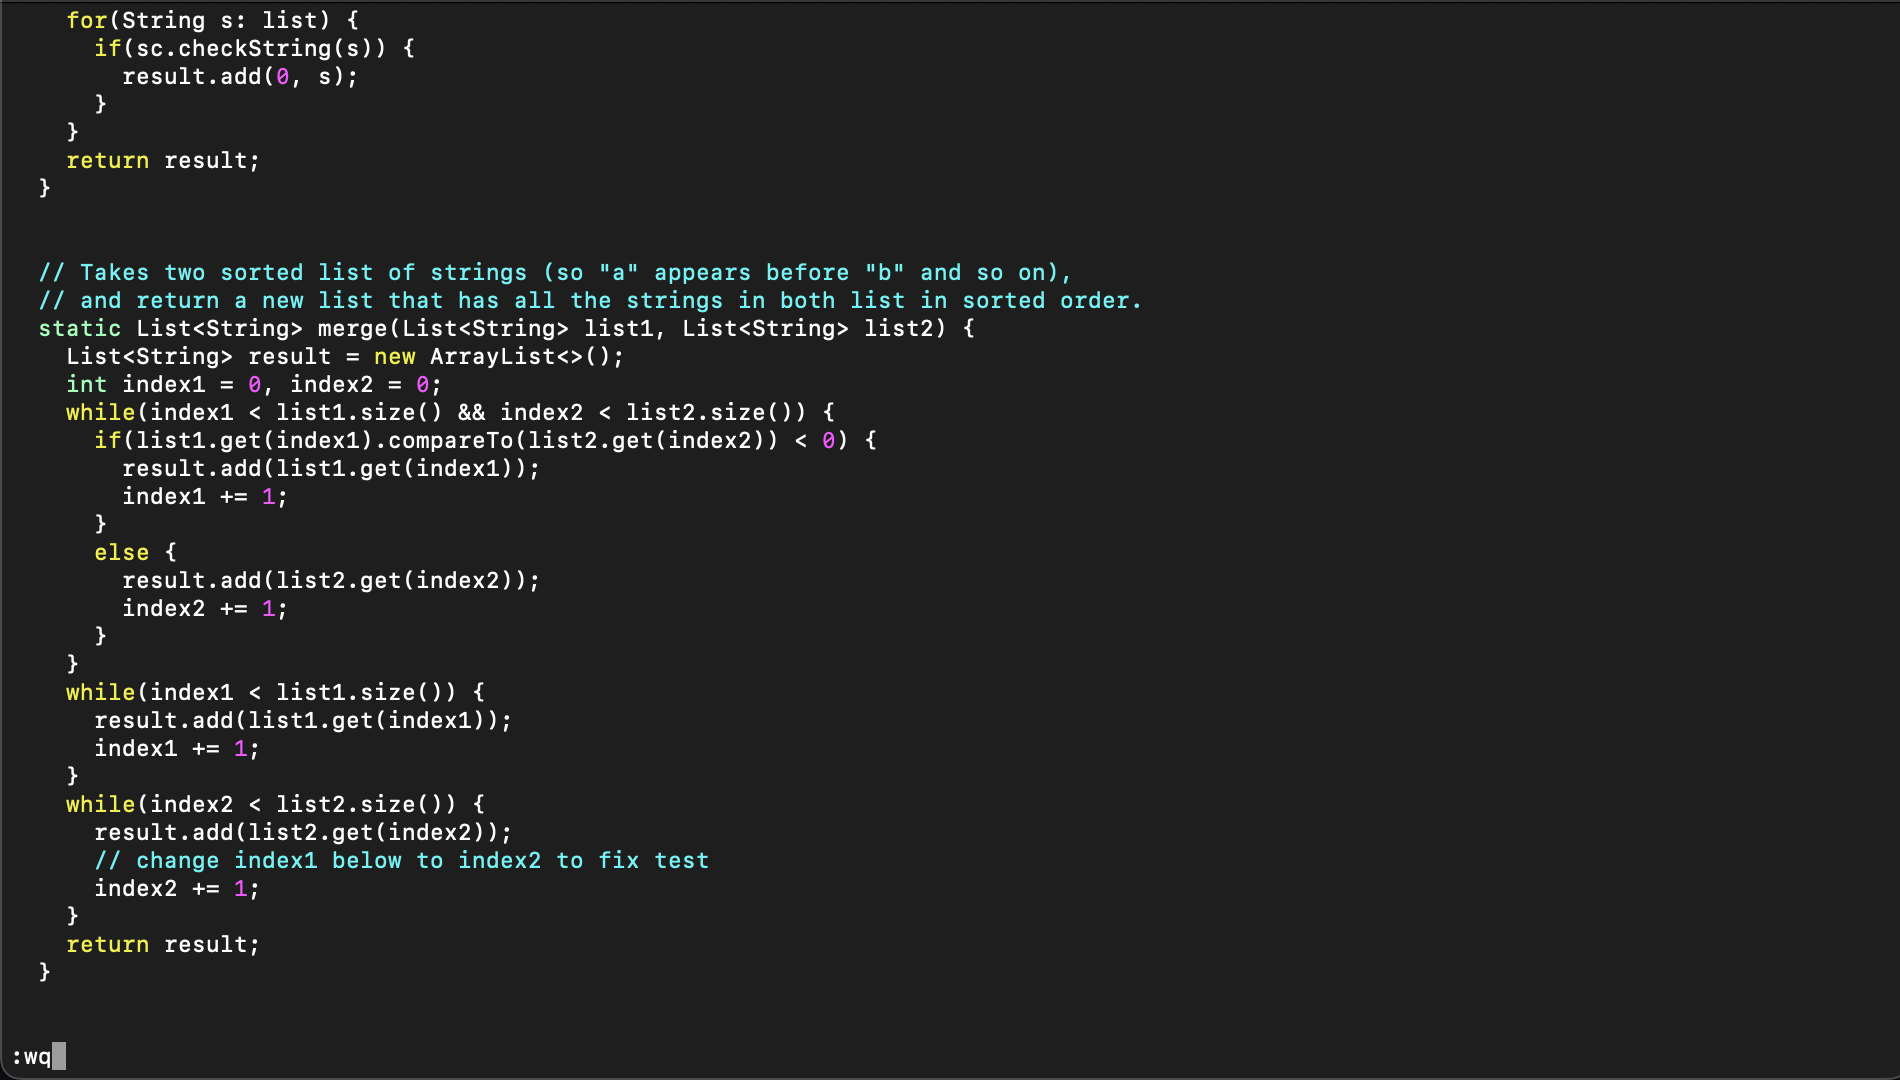 for(String s: list) {
      if(sc.checkString(s)) {
        result.add(0, s);
      }
    }
    return result;
  }


  // Takes two sorted list of strings (so "a" appears before "b" and so on),
  // and return a new list that has all the strings in both list in sorted order.
  static List<String> merge(List<String> list1, List<String> list2) {
    List<String> result = new ArrayList<>();
    int index1 = 0, index2 = 0;
    while(index1 < list1.size() && index2 < list2.size()) {
      if(list1.get(index1).compareTo(list2.get(index2)) < 0) {
        result.add(list1.get(index1));
        index1 += 1;
      }
      else {
        result.add(list2.get(index2));
        index2 += 1;
      }
    }
    while(index1 < list1.size()) {
      result.add(list1.get(index1));
      index1 += 1;
    }
    while(index2 < list2.size()) {
      result.add(list2.get(index2));
      // change index1 below to index2 to fix test
      index2 += 1;
    }
    return result;
  }


:wq